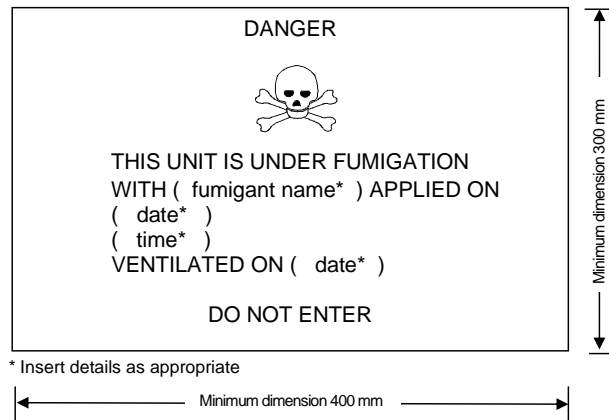 DANGER
THIS UNIT IS UNDER FUMIGATION
WITH ( fumigant name* ) APPLIED ON
( date* )
( time* )
VENTILATED ON ( date* )
DO NOT ENTER
Minimum dimension 300 mm
* Insert details as appropriate
Minimum dimension 400 mm